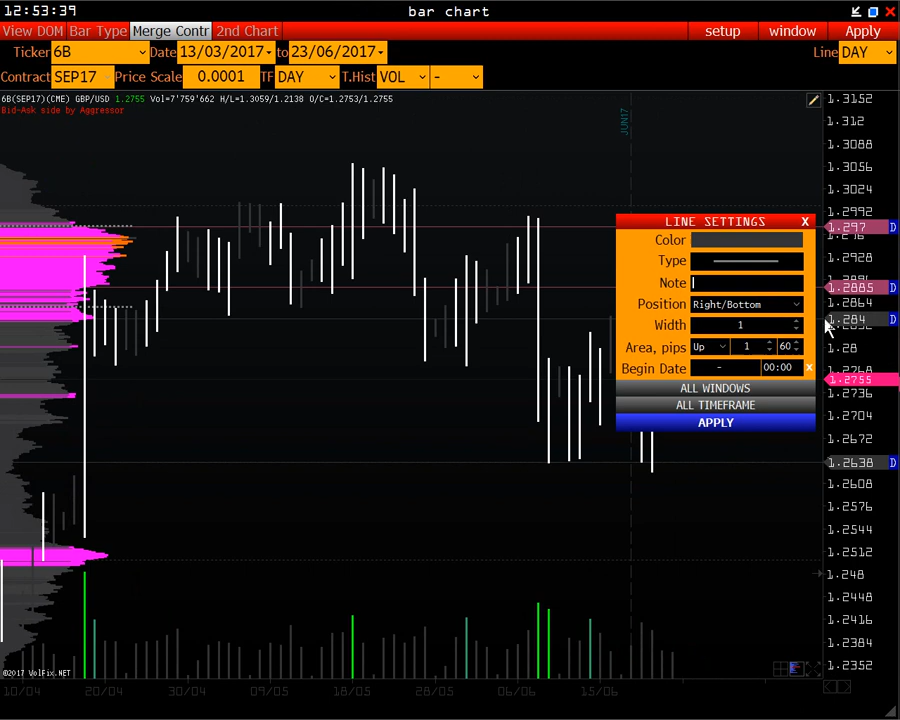 12:53:39 bar chart
View DOM Bar Type Merge Contr 2nd Chart setup window Apply
Ticker 6B Date 13/03/2017 to 23/06/2017 Line DAY
Contract SEP17 Price Scale 0.0001 TF DAY T.Hist VOL -
6B(SEP17)(CME) GBP/USD 1.2755 Vol=7'759'662 H/L=1.3059/1.2138 O/C=1.2753/1.2755
Bid-Ask side by Aggressor
JUN17
1.3152
1.312
1.3088
1.3056
1.3024
1.2992
1.297 D
1.2928
1.2885 D
1.2864
1.284 D
1.28
1.2755
1.2736
1.2704
1.2672
1.2638 D
1.2608
1.2576
1.2544
1.2512
1.248
1.2448
1.2416
1.2384
1.2352
LINE SETTINGS X
Color
Type
Note
Position Right/Bottom
Width 1
Area, pips Up 1 60
Begin Date - 00:00 x
ALL WINDOWS
ALL TIMEFRAME
APPLY
©2017 VolFix.NET
10/04 20/04 30/04 09/05 18/05 28/05 06/06 15/06